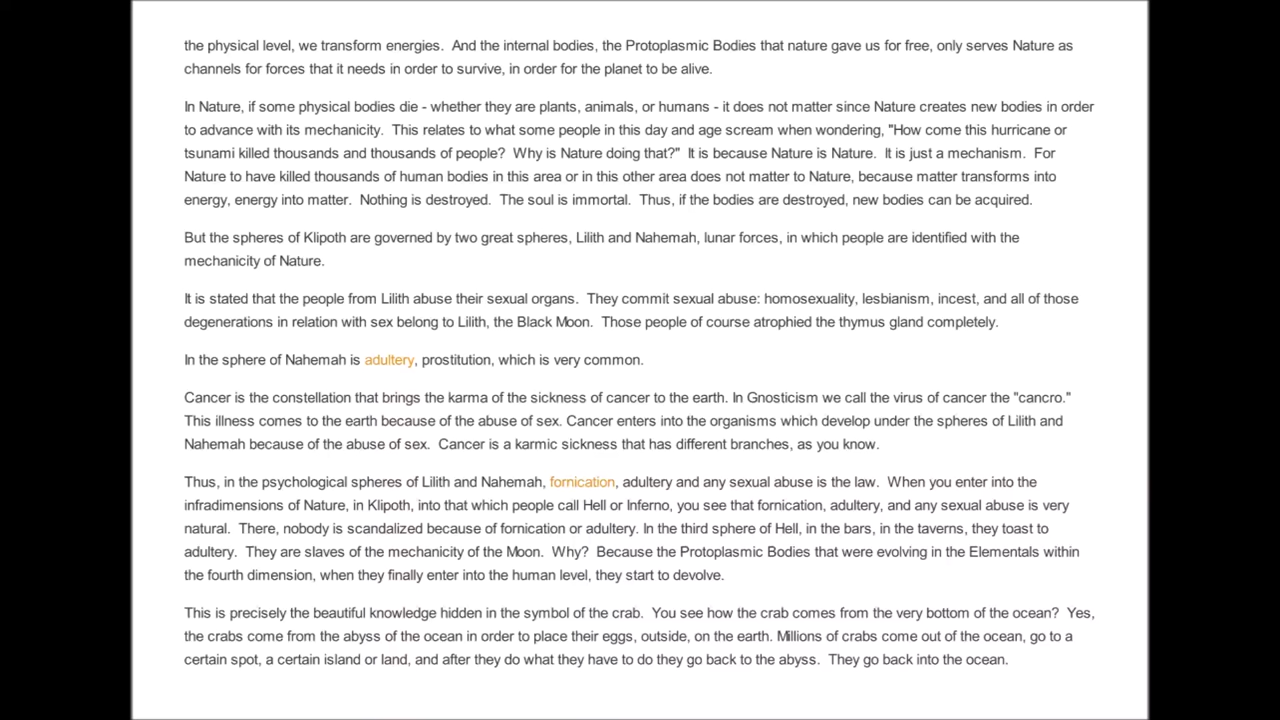 the physical level, we transform energies.  And the internal bodies, the Protoplasmic Bodies that nature gave us for free, only serves Nature as
channels for forces that it needs in order to survive, in order for the planet to be alive.
In Nature, if some physical bodies die - whether they are plants, animals, or humans - it does not matter since Nature creates new bodies in order
to advance with its mechanicity.  This relates to what some people in this day and age scream when wondering, "How come this hurricane or
tsunami killed thousands and thousands of people?  Why is Nature doing that?"  It is because Nature is Nature.  It is just a mechanism.  For
Nature to have killed thousands of human bodies in this area or in this other area does not matter to Nature, because matter transforms into
energy, energy into matter.  Nothing is destroyed.  The soul is immortal.  Thus, if the bodies are destroyed, new bodies can be acquired.
But the spheres of Klipoth are governed by two great spheres, Lilith and Nahemah, lunar forces, in which people are identified with the
mechanicity of Nature.
It is stated that the people from Lilith abuse their sexual organs.  They commit sexual abuse: homosexuality, lesbianism, incest, and all of those
degenerations in relation with sex belong to Lilith, the Black Moon.  Those people of course atrophied the thymus gland completely.
In the sphere of Nahemah is adultery, prostitution, which is very common.
Cancer is the constellation that brings the karma of the sickness of cancer to the earth. In Gnosticism we call the virus of cancer the "cancro."
This illness comes to the earth because of the abuse of sex. Cancer enters into the organisms which develop under the spheres of Lilith and
Nahemah because of the abuse of sex.  Cancer is a karmic sickness that has different branches, as you know.
Thus, in the psychological spheres of Lilith and Nahemah, fornication, adultery and any sexual abuse is the law.  When you enter into the
infradimensions of Nature, in Klipoth, into that which people call Hell or Inferno, you see that fornication, adultery, and any sexual abuse is very
natural.  There, nobody is scandalized because of fornication or adultery. In the third sphere of Hell, in the bars, in the taverns, they toast to
adultery.  They are slaves of the mechanicity of the Moon.  Why?  Because the Protoplasmic Bodies that were evolving in the Elementals within
the fourth dimension, when they finally enter into the human level, they start to devolve.
This is precisely the beautiful knowledge hidden in the symbol of the crab.  You see how the crab comes from the very bottom of the ocean?  Yes,
the crabs come from the abyss of the ocean in order to place their eggs, outside, on the earth. Millions of crabs come out of the ocean, go to a
certain spot, a certain island or land, and after they do what they have to do they go back to the abyss.  They go back into the ocean.